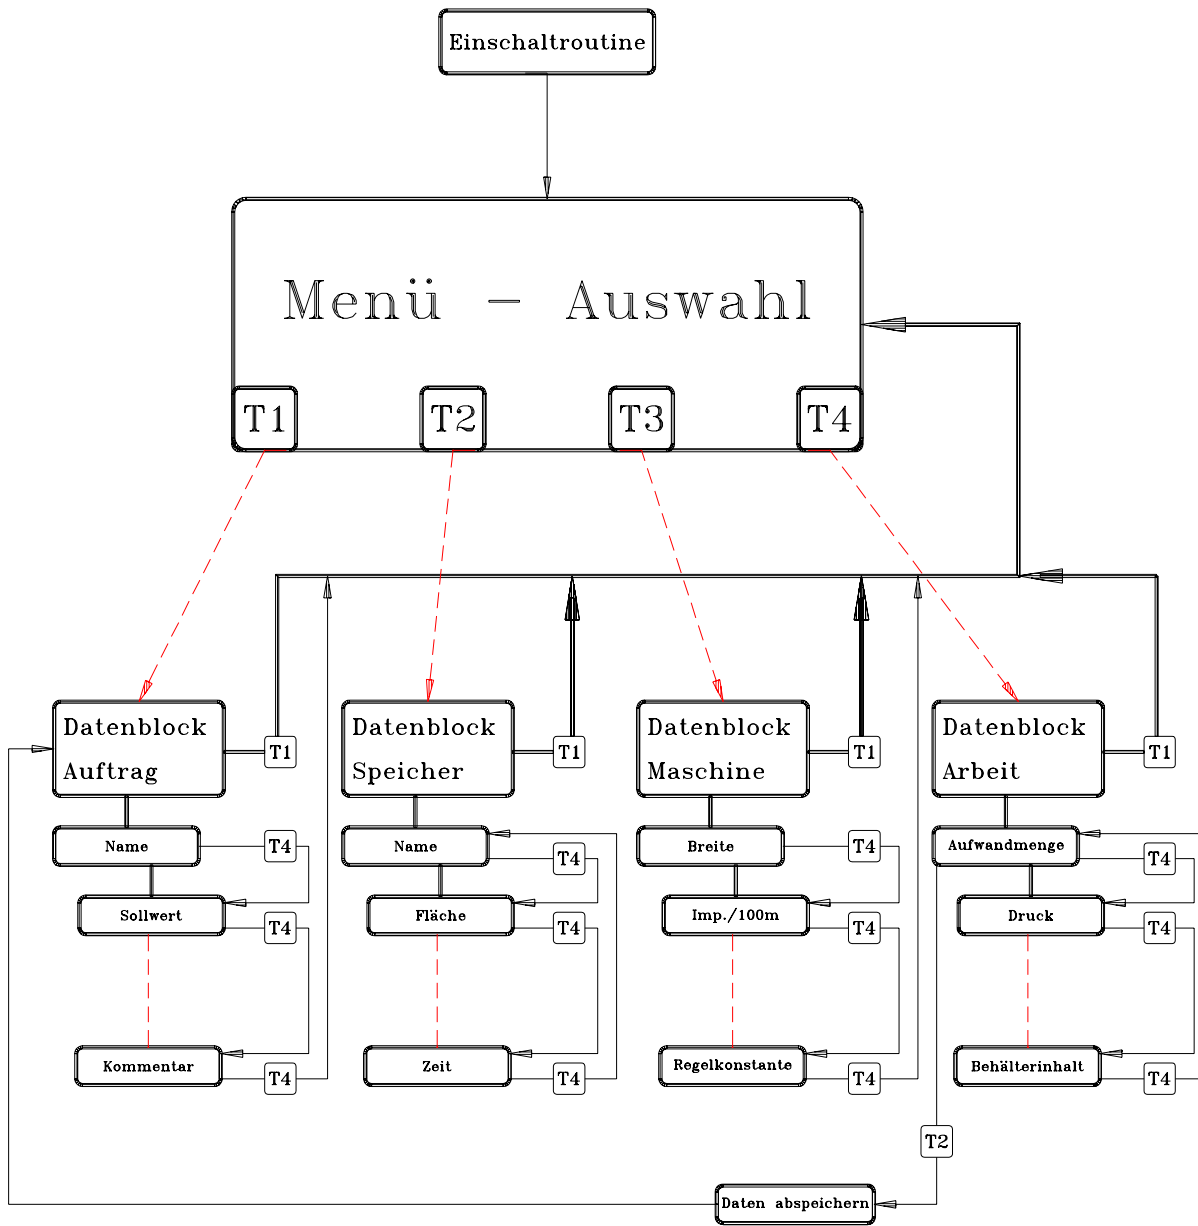 Einschaltroutine
Menü - Auswahl
T1 T2 T3 T4
Datenblock
Auftrag
T1
Datenblock
Speicher
T1
Datenblock
Maschine
T1
Datenblock
Arbeit
T1
Name
T4
Name
T4
Breite
T4
Aufwandmenge
T4
Sollwert
T4
Fläche
T4
Imp./100m
T4
Druck
T4
Kommentar
T4
Zeit
T4
Regelkonstante
T4
Behälterinhalt
T4
T2
Daten abspeichern